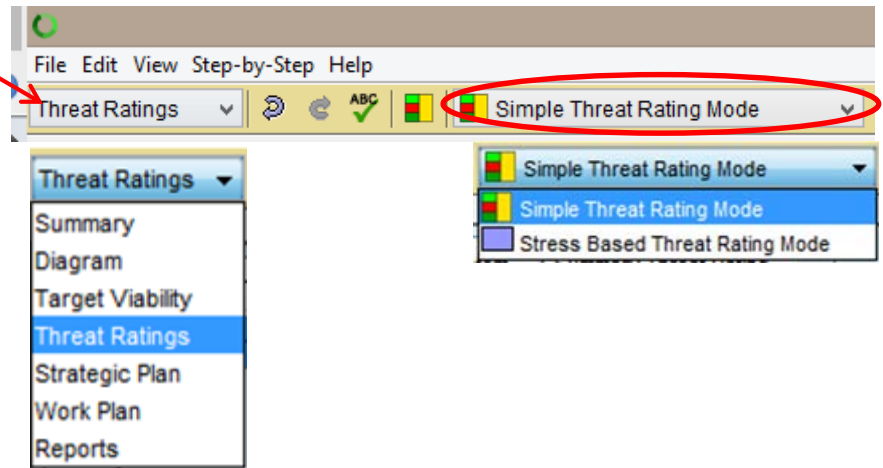 File Edit View Step-by-Step Help
Threat Ratings ABC Simple Threat Rating Mode
Threat Ratings
Summary
Diagram
Target Viability
Threat Ratings
Strategic Plan
Work Plan
Reports
Simple Threat Rating Mode
Simple Threat Rating Mode
Stress Based Threat Rating Mode